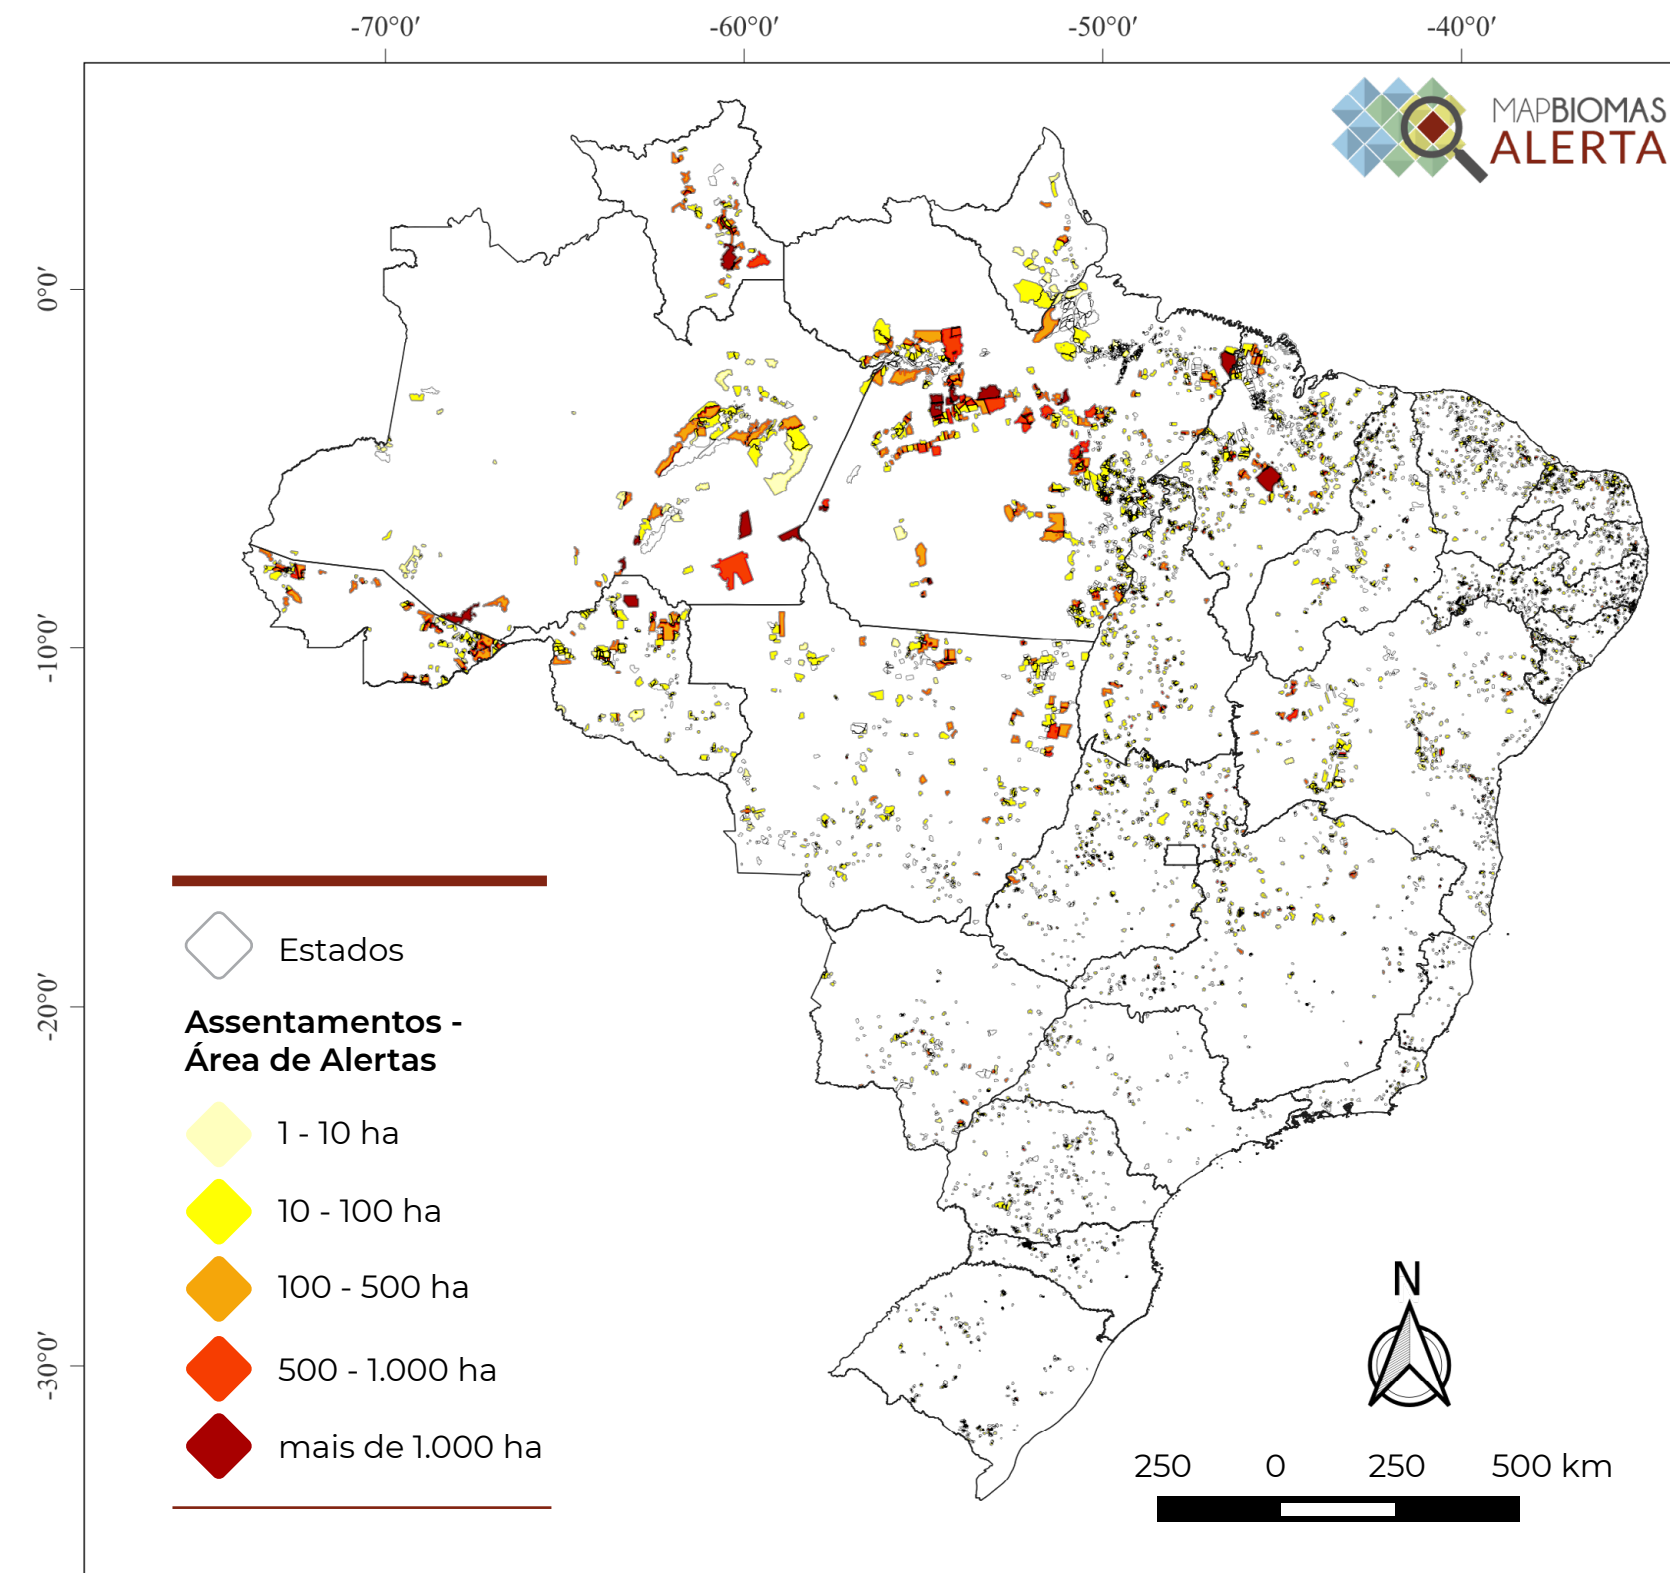 -70°0′ -60°0′ -50°0′ -40°0′
MAPBIOMAS
ALERTA
0°0′
-10°0′
-20°0′
-30°0′
Estados
Assentamentos -
Área de Alertas
1 - 10 ha
10 - 100 ha
100 - 500 ha
500 - 1.000 ha
mais de 1.000 ha
N
250 0 250 500 km